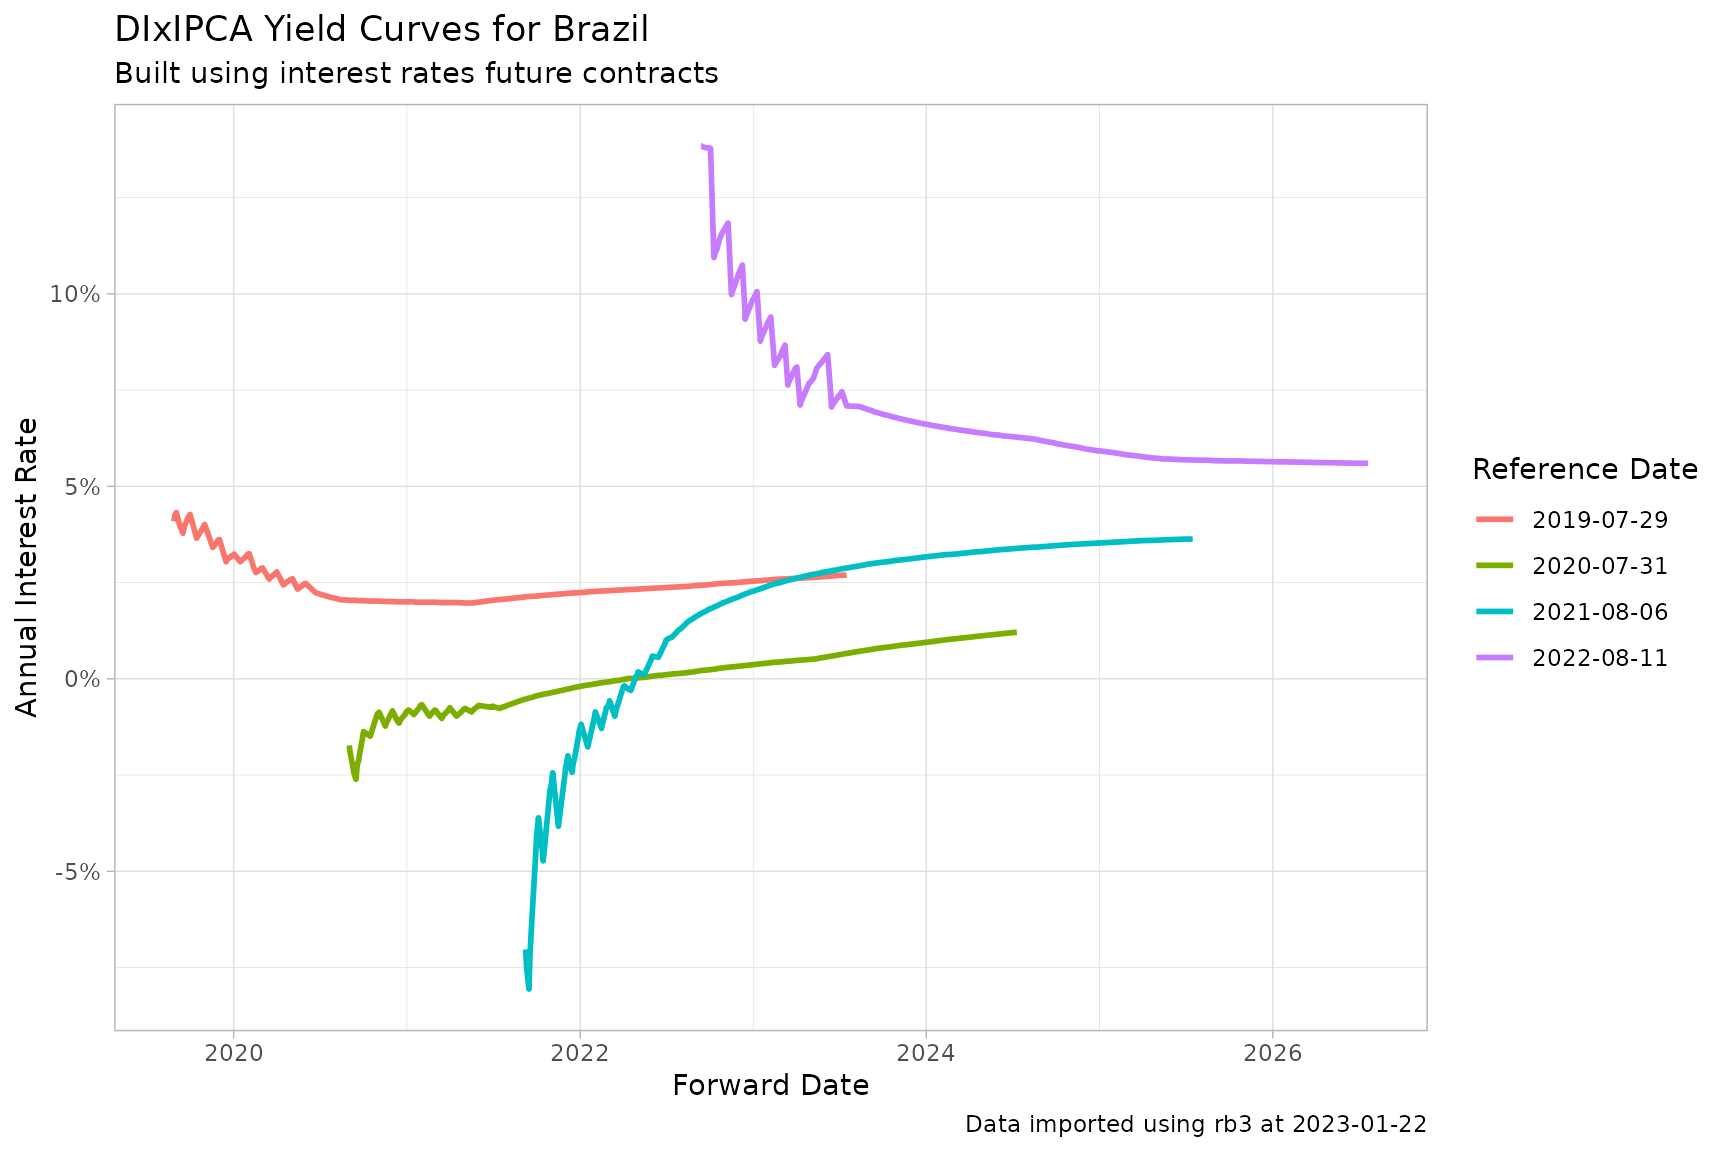 DIxIPCA Yield Curves for Brazil
Built using interest rates future contracts
Annual Interest Rate
10%
5%
0%
-5%
2020
2022
2024
2026
Forward Date
Reference Date
2019-07-29
2020-07-31
2021-08-06
2022-08-11
Data imported using rb3 at 2023-01-22